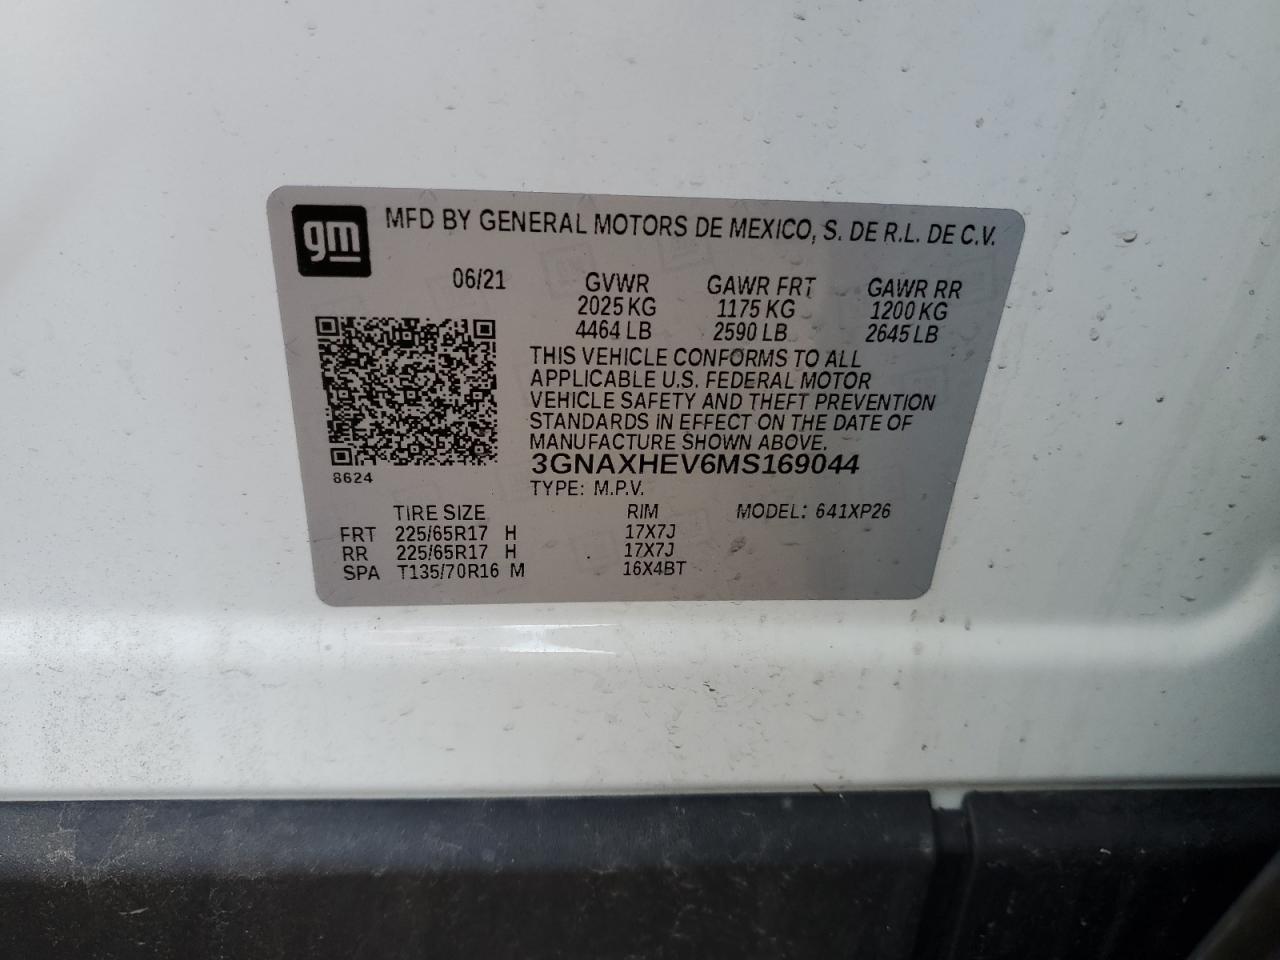 gm
MFD BY GENERAL MOTORS DE MEXICO, S. DE R.L. DE C.V.
06/21 GVWR GAWR FRT GAWR RR
2025 KG 1175 KG 1200 KG
4464 LB 2590 LB 2645 LB
THIS VEHICLE CONFORMS TO ALL
APPLICABLE U.S. FEDERAL MOTOR
VEHICLE SAFETY AND THEFT PREVENTION
STANDARDS IN EFFECT ON THE DATE OF
MANUFACTURE SHOWN ABOVE.
3GNAXHEV6MS169044
8624
TYPE: M.P.V.
TIRE SIZE RIM MODEL: 641XP26
FRT 225/65R17 H 17X7J
RR 225/65R17 H 17X7J
SPA T135/70R16 M 16X4BT